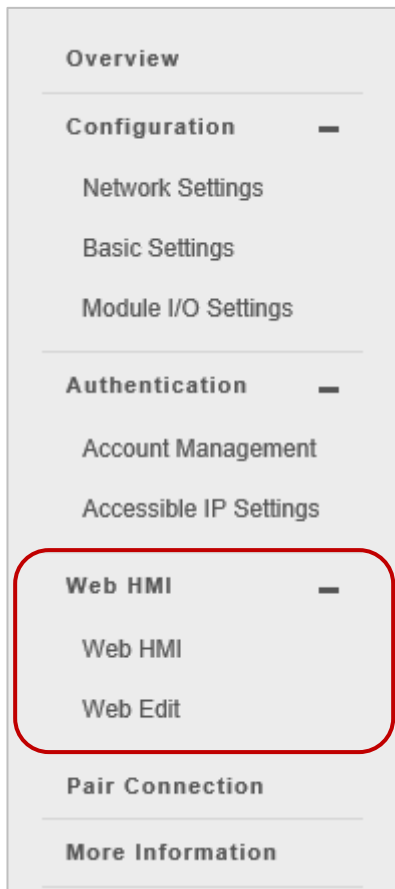 Overview
Configuration
Network Settings
Basic Settings
Module I/O Settings
Authentication
Account Management
Accessible IP Settings
Web HMI
Web HMI
Web Edit
Pair Connection
More Information